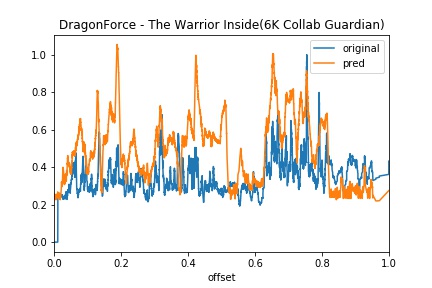 DragonForce - The Warrior Inside(6K Collab Guardian)
original
pred
1.0
0.8
0.6
0.4
0.2
0.0
0.0 0.2 0.4 0.6 0.8 1.0
offset